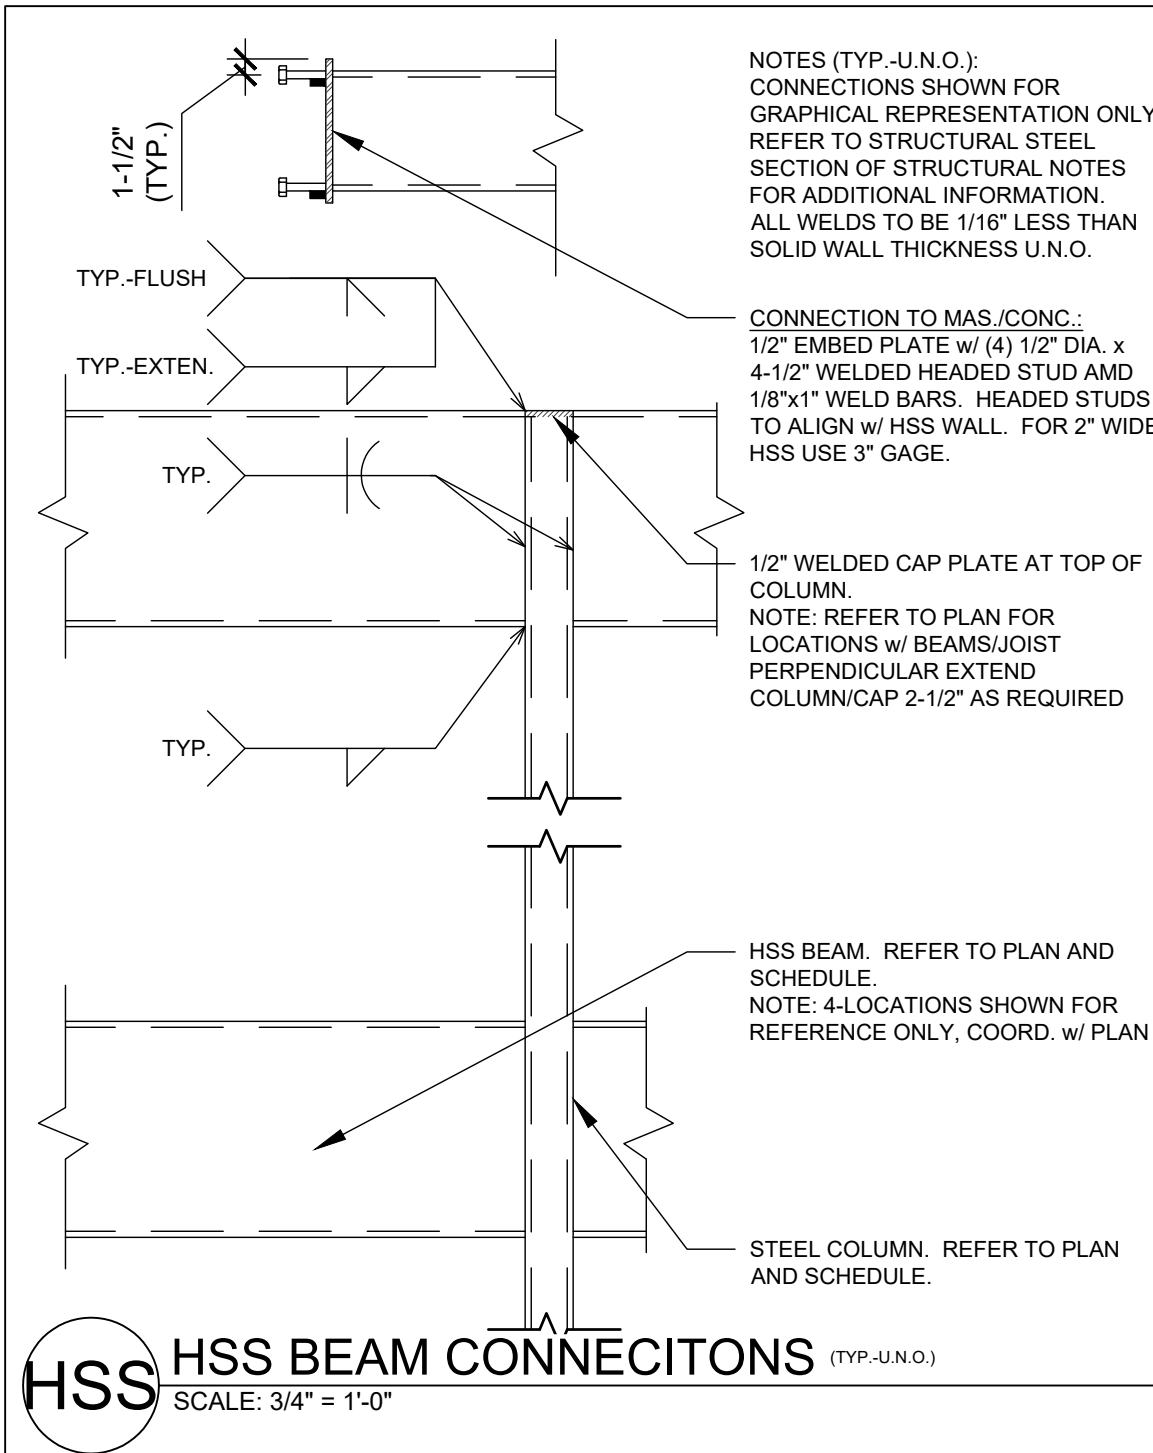 1-1/2"
(TYP.)
NOTES (TYP.-U.N.O.):
CONNECTIONS SHOWN FOR
GRAPHICAL REPRESENTATION ONLY
REFER TO STRUCTURAL STEEL
SECTION OF STRUCTURAL NOTES
FOR ADDITIONAL INFORMATION.
ALL WELDS TO BE 1/16" LESS THAN
SOLID WALL THICKNESS U.N.O.
TYP.-FLUSH
TYP.-EXTEN.
CONNECTION TO MAS./CONC.:
1/2" EMBED PLATE w/ (4) 1/2" DIA. x
4-1/2" WELDED HEADED STUD AMD
1/8"x1" WELD BARS.  HEADED STUDS
TO ALIGN w/ HSS WALL.  FOR 2" WIDE
HSS USE 3" GAGE.
TYP.
1/2" WELDED CAP PLATE AT TOP OF
COLUMN.
NOTE: REFER TO PLAN FOR
LOCATIONS w/ BEAMS/JOIST
PERPENDICULAR EXTEND
COLUMN/CAP 2-1/2" AS REQUIRED
TYP.
HSS BEAM.  REFER TO PLAN AND
SCHEDULE.
NOTE: 4-LOCATIONS SHOWN FOR
REFERENCE ONLY, COORD. w/ PLAN
STEEL COLUMN.  REFER TO PLAN
AND SCHEDULE.
HSS
HSS BEAM CONNECITONS (TYP.-U.N.O.)
SCALE: 3/4" = 1'-0"